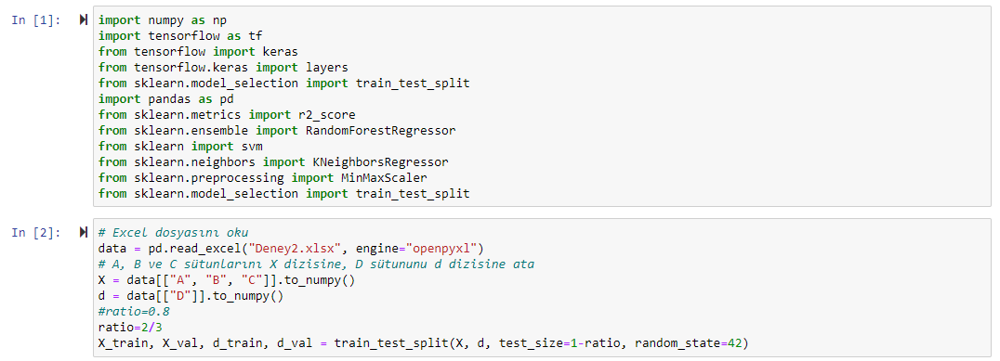 In [1]:
import numpy as np
import tensorflow as tf
from tensorflow import keras
from tensorflow.keras import layers
from sklearn.model_selection import train_test_split
import pandas as pd
from sklearn.metrics import r2_score
from sklearn.ensemble import RandomForestRegressor
from sklearn import svm
from sklearn.neighbors import KNeighborsRegressor
from sklearn.preprocessing import MinMaxScaler
from sklearn.model_selection import train_test_split
In [2]:
# Excel dosyasını oku
data = pd.read_excel("Deney2.xlsx", engine="openpyxl")
# A, B ve C sütunlarını X dizisine, D sütununu d dizisine ata
X = data[["A", "B", "C"]].to_numpy()
d = data[["D"]].to_numpy()
#ratio=0.8
ratio=2/3
X_train, X_val, d_train, d_val = train_test_split(X, d, test_size=1-ratio, random_state=42)